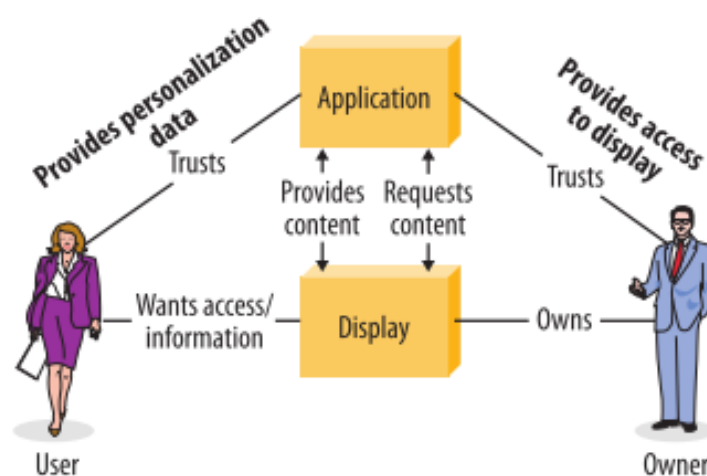 Provides personalization
data
Trusts
Application
Provides access
to display
Trusts
Provides
content
Requests
content
Wants access/
information
Display
Owns
User
Owner